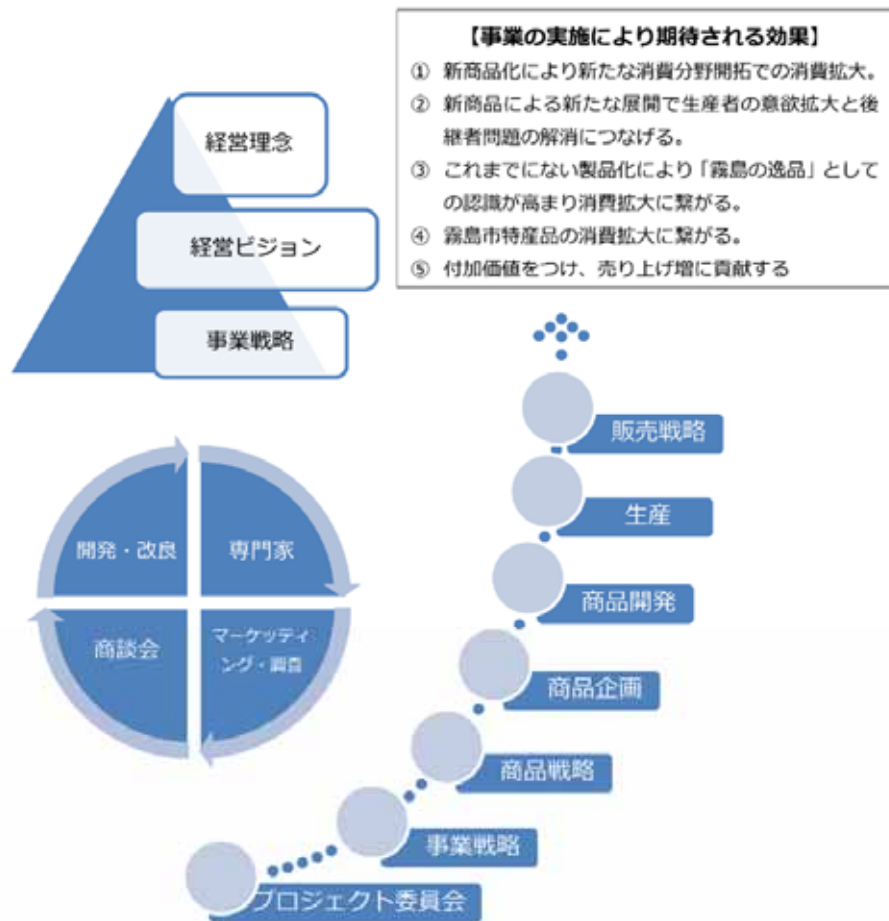 【事業の実施により期待される効果】
① 新商品化により新たな消費分野開拓での消費拡大。
② 新商品による新たな展開で生産者の意欲拡大と後
継者問題の解消につなげる。
③ これまでにない製品化により「霧島の逸品」として
の認識が高まり消費拡大に繋がる。
④ 霧島市特産品の消費拡大に繋がる。
⑤ 付加価値をつけ、売り上げ増に貢献する
経営理念
経営ビジョン
事業戦略
開発・改良
専門家
商談会
マーケッティ
ング・調査
販売戦略
生産
商品開発
商品企画
商品戦略
事業戦略
プロジェクト委員会